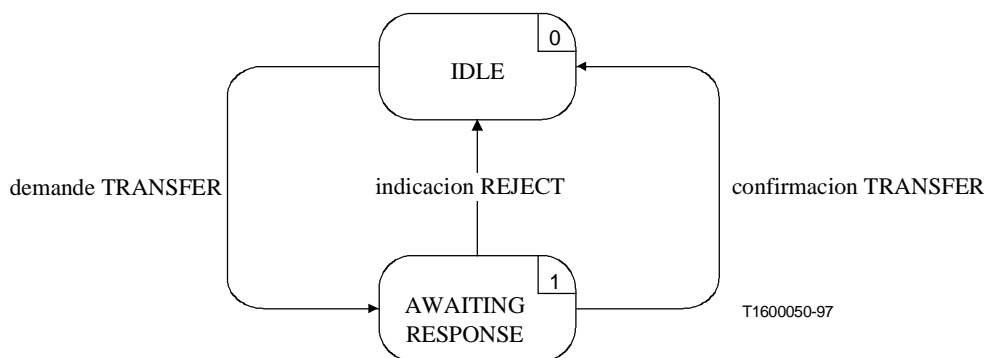 0
IDLE
demande TRANSFER
indicacion REJECT
confirmacion TRANSFER
1
AWAITING
RESPONSE
T1600050-97